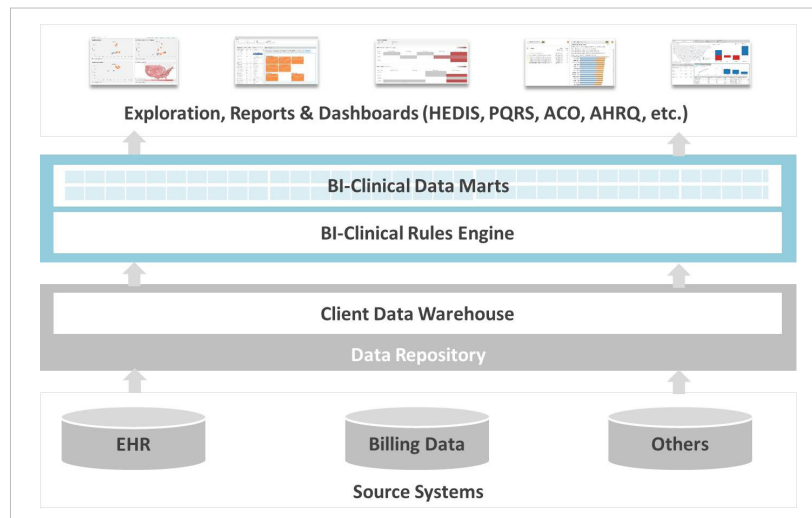 Exploration, Reports & Dashboards (HEDIS, PQRS, ACO, AHRQ, etc.)
BI-Clinical Data Marts
BI-Clinical Rules Engine
Client Data Warehouse
Data Repository
EHR
Billing Data
Others
Source Systems